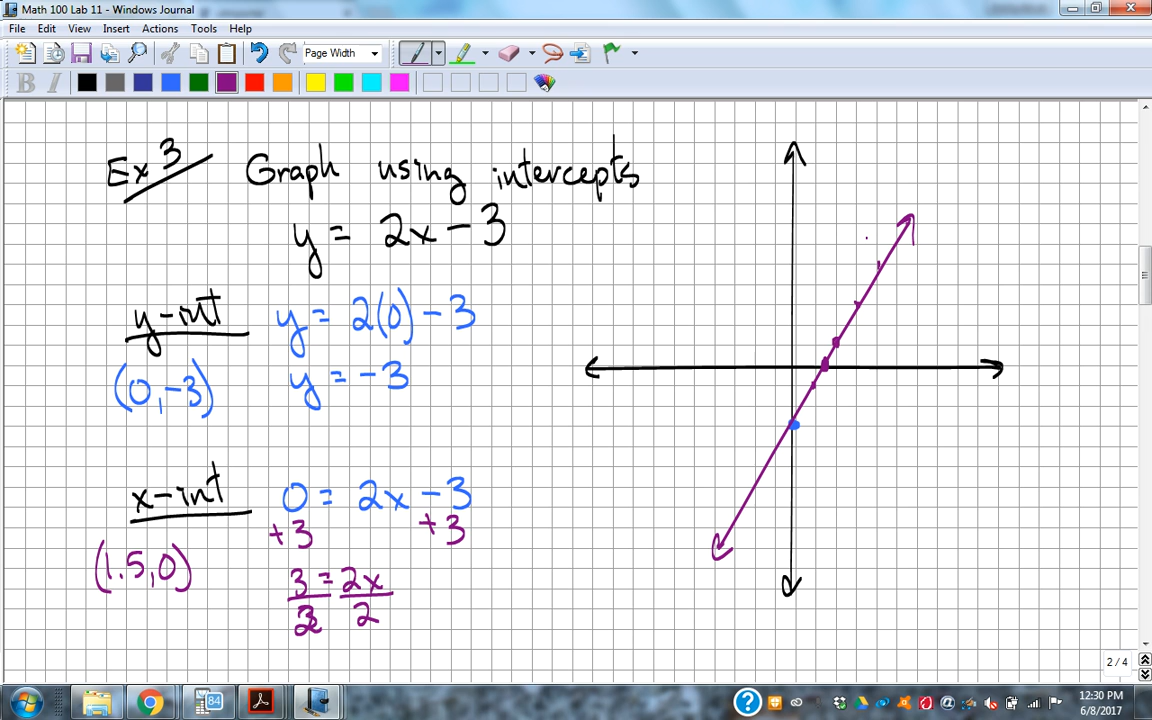 Math 100 Lab 11 - Windows Journal
File Edit View Insert Actions Tools Help
Page Width
B I
Ex 3 Graph using intercepts
y = 2x - 3
y-int y = 2(0) - 3
(0,-3) y = -3
x-int 0 = 2x - 3
+3 +3
(1.5,0) 3 = 2x
2 2
2 / 4
84
12:30 PM
6/8/2017